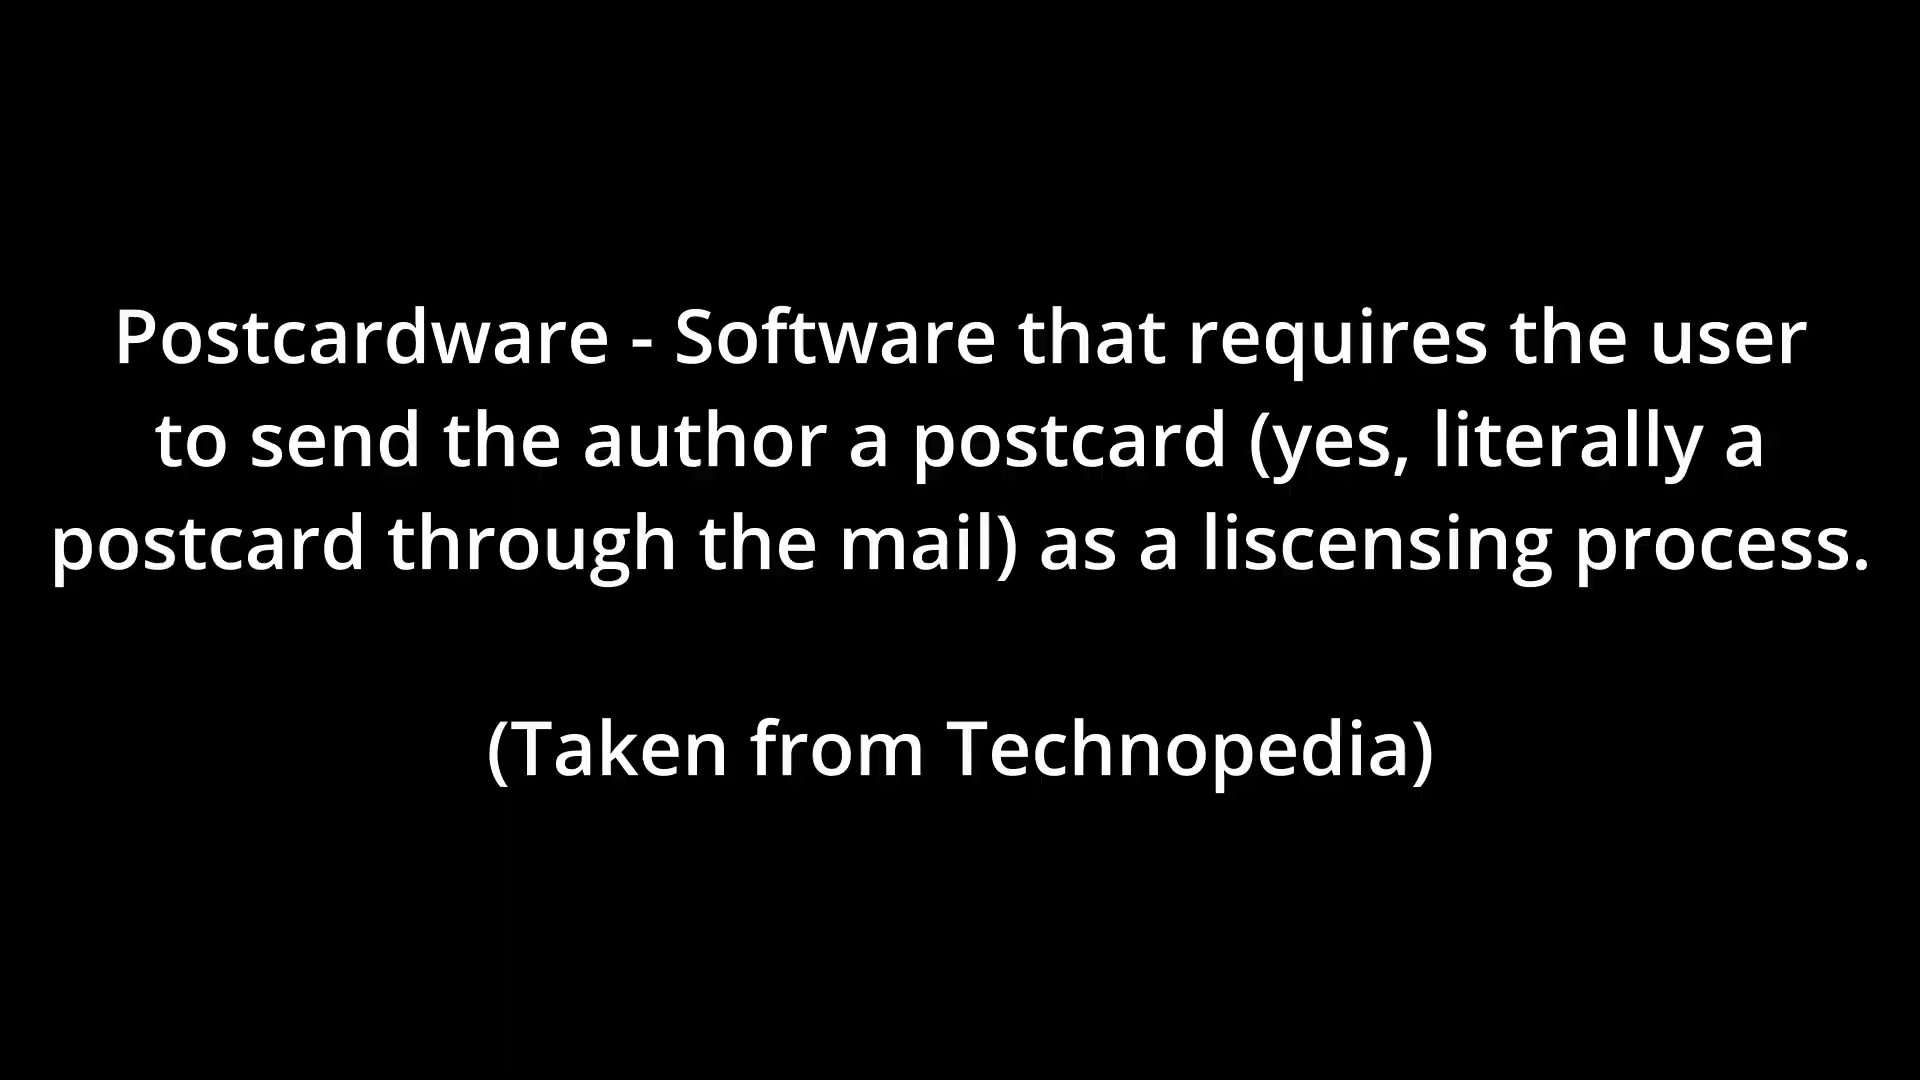 Postcardware - Software that requires the user
to send the author a postcard (yes, literally a
postcard through the mail) as a liscensing process.
(Taken from Technopedia)